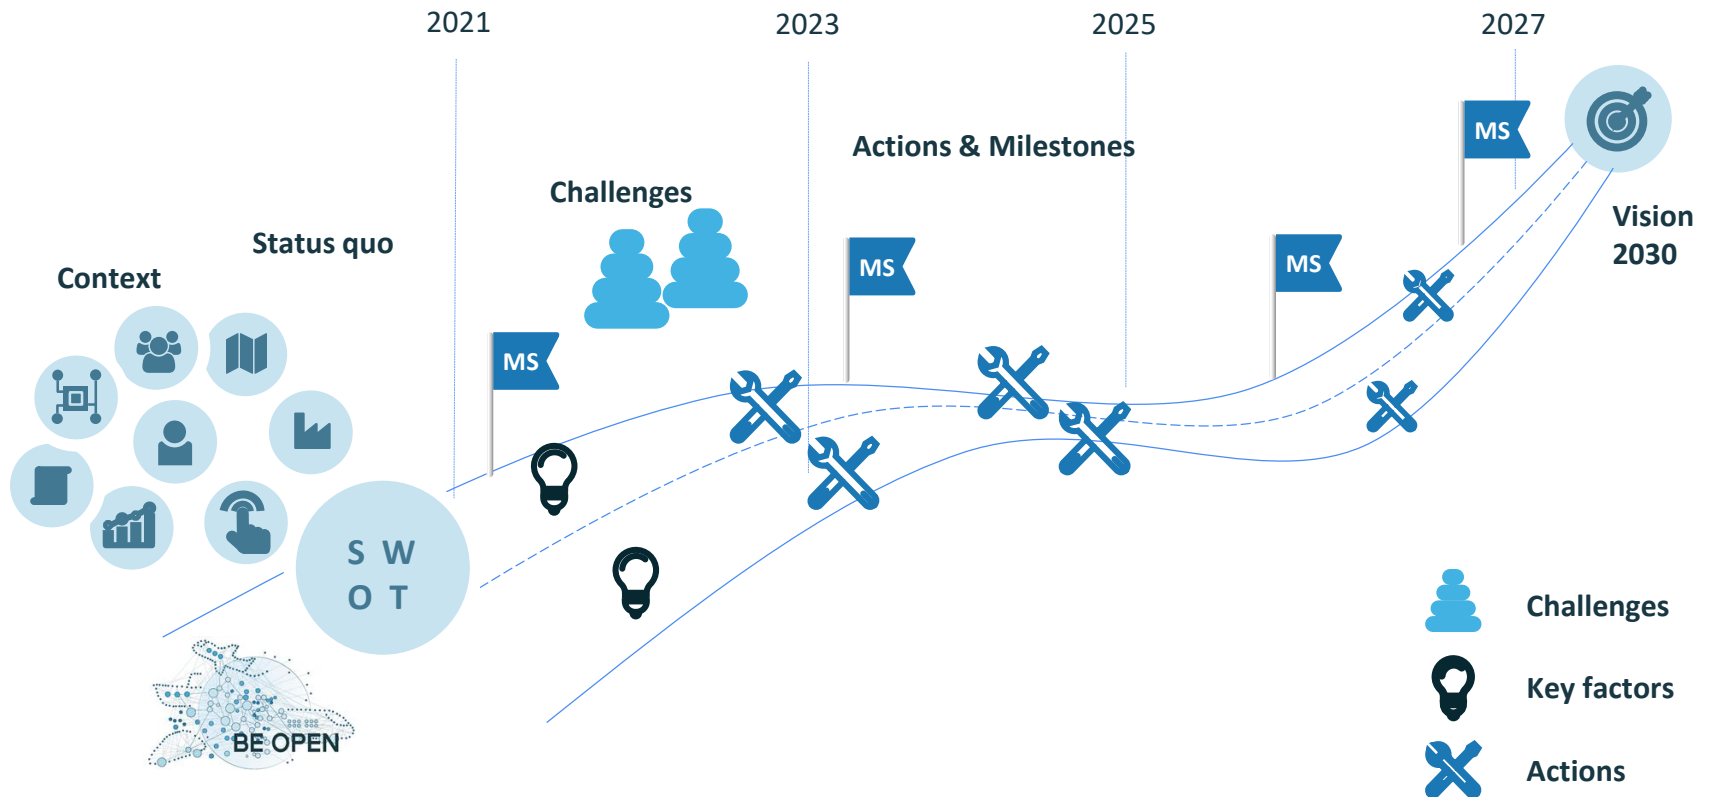 2021
2023
2025
2027
MS
Actions & Milestones
Challenges
Vision
2030
Status quo
MS
MS
Context
MS
S W
O T
Challenges
Key factors
BE OPEN
Actions